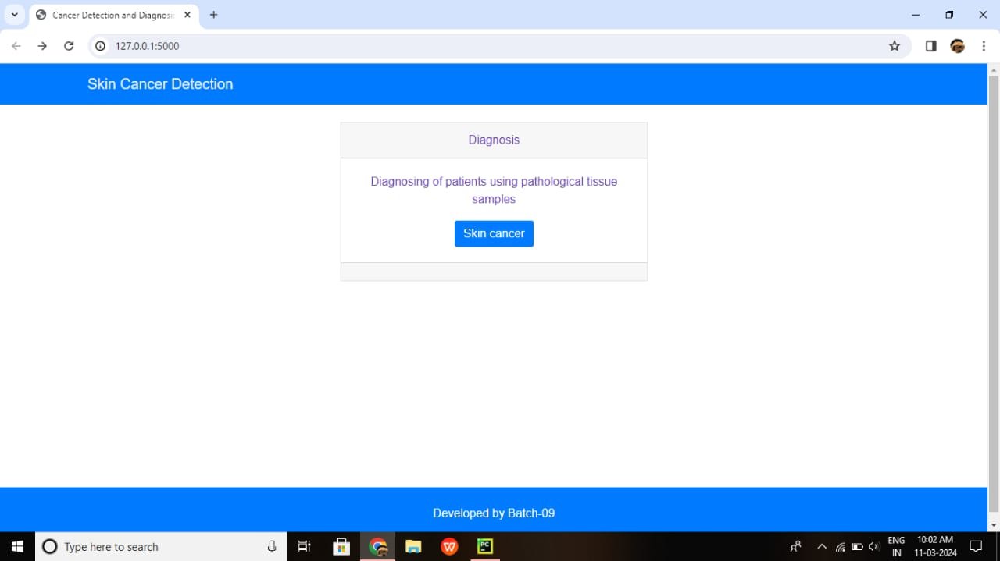 Cancer Detection and Diagnosi
127.0.0.1:5000
Skin Cancer Detection
Diagnosis
Diagnosing of patients using pathological tissue
samples
Skin cancer
Developed by Batch-09
Type here to search
W
PC
ENG
IN
10:02 AM
11-03-2024